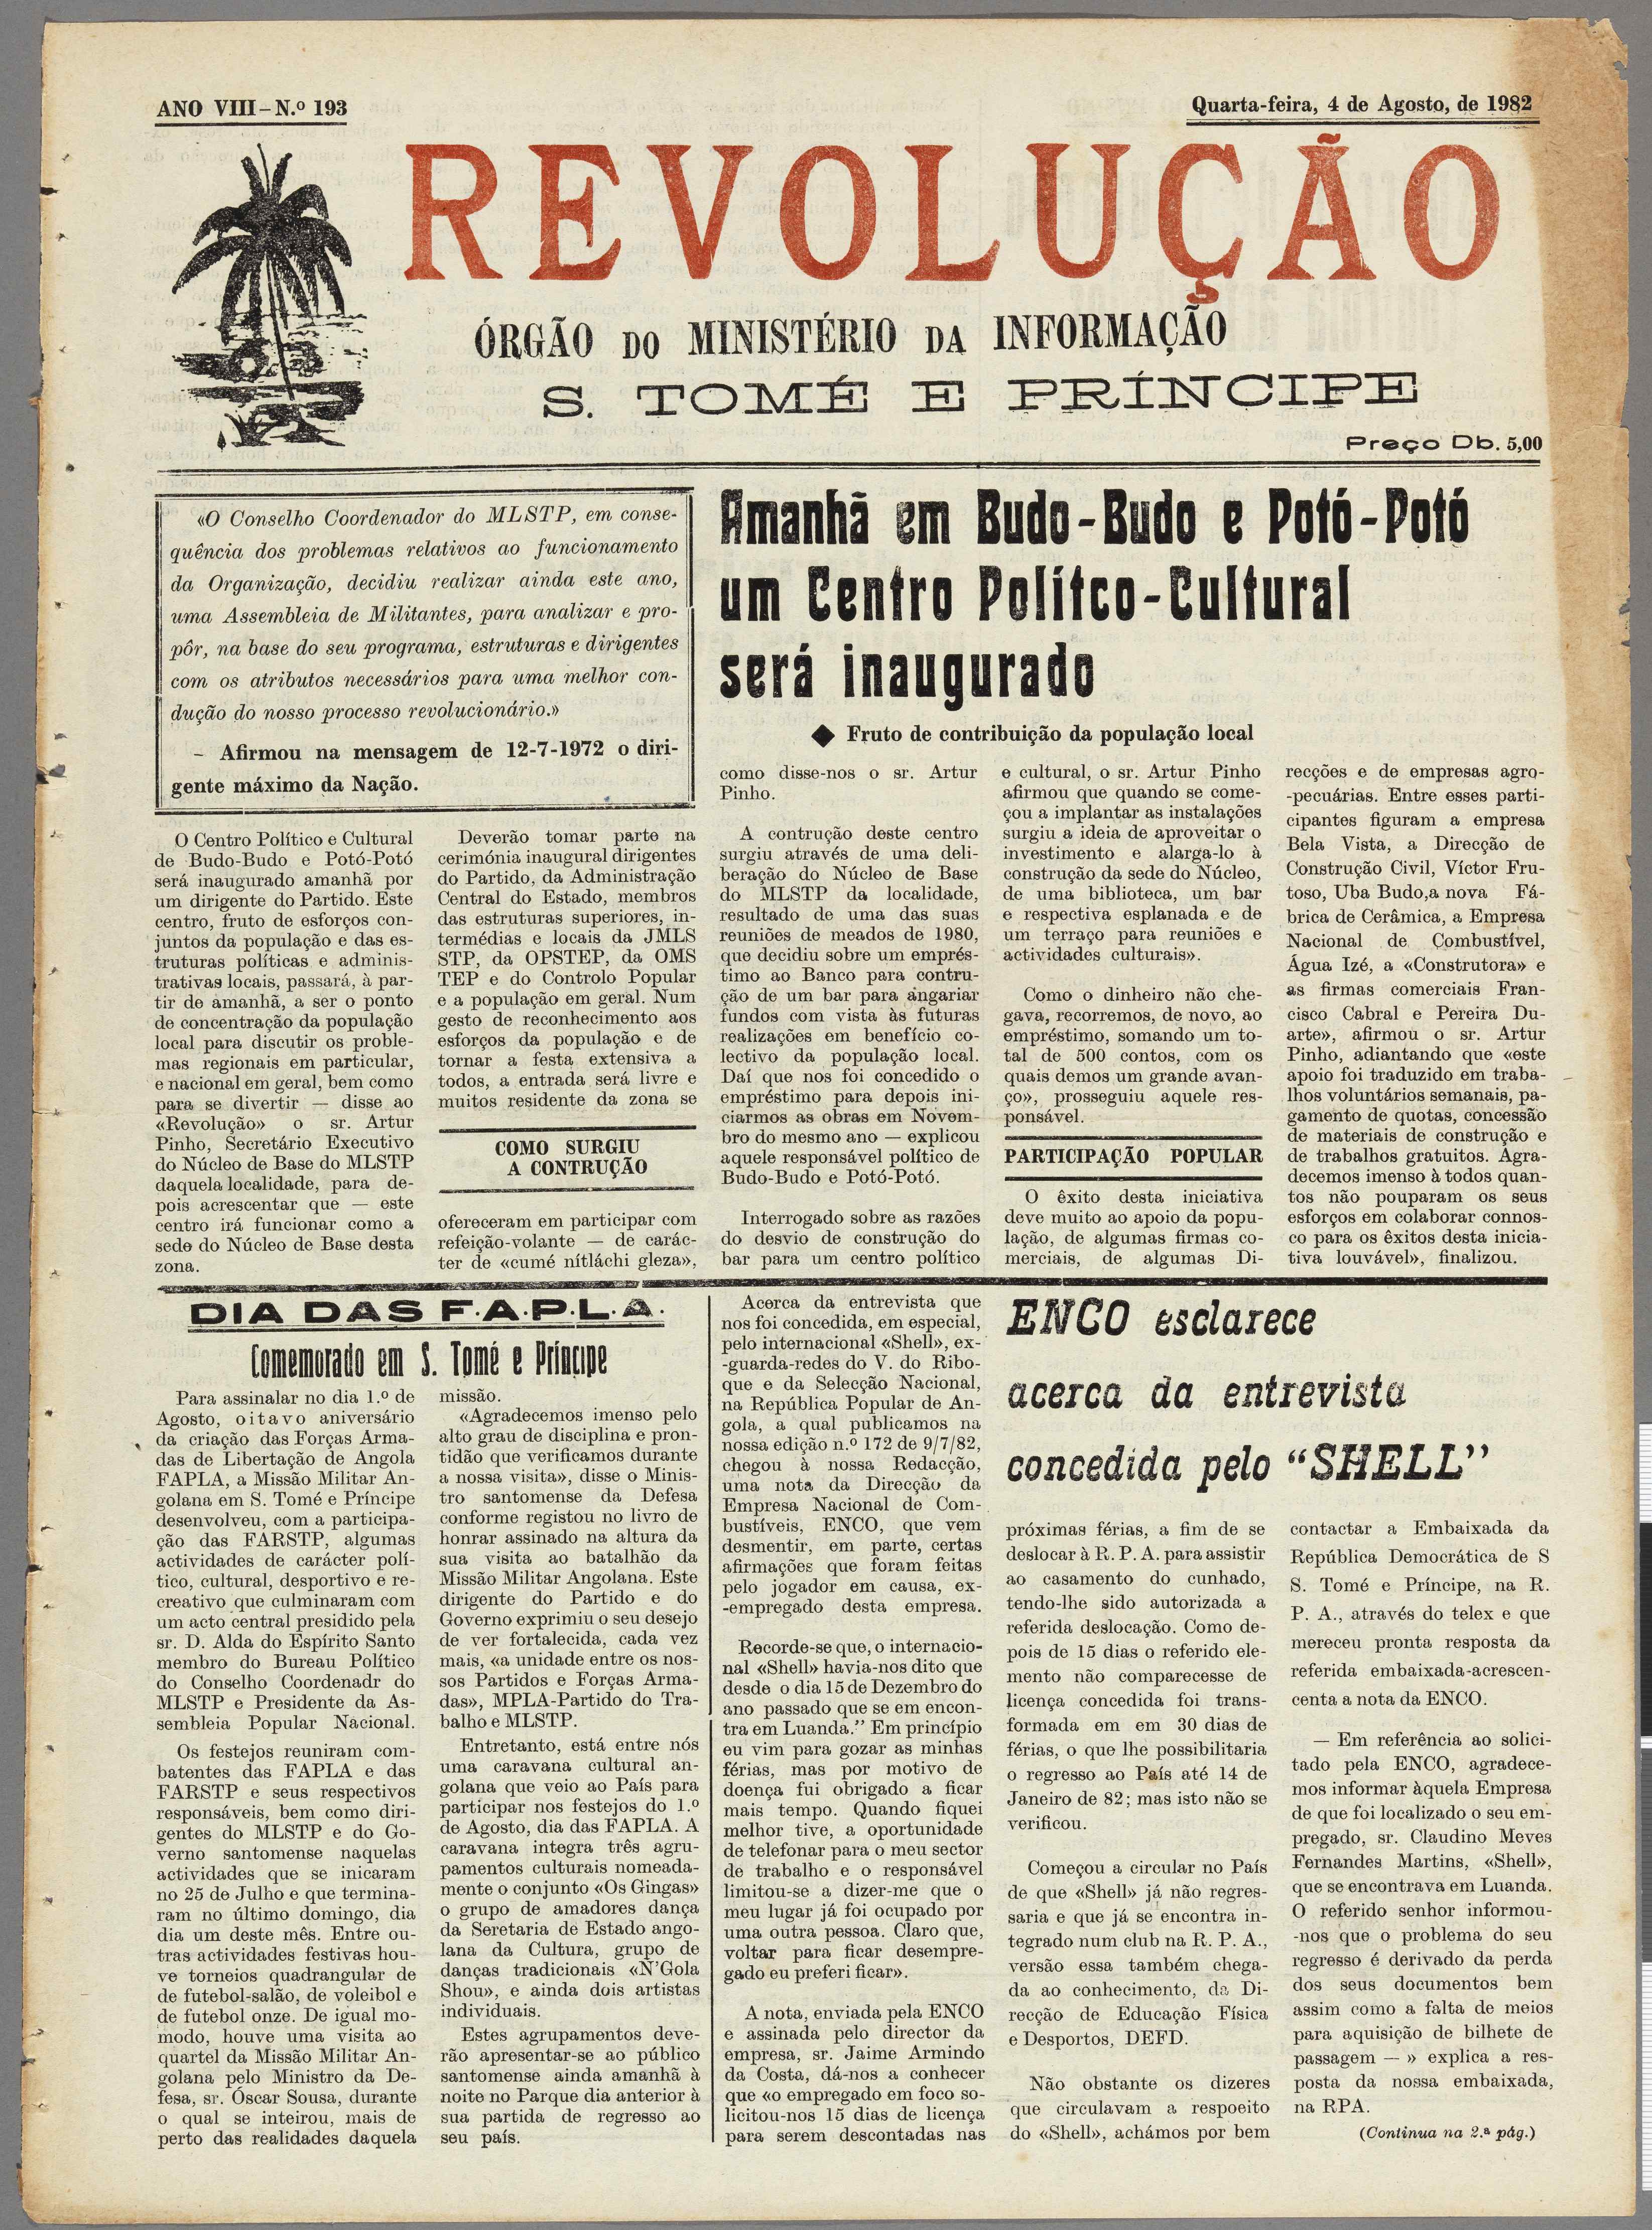 ANO VIII – N.º 193
Quarta-feira, 4 de Agosto, de 1982
REVOLUÇÃO
ÓRGÃO DO MINISTÉRIO DA INFORMAÇÃO
S. TOMÉ E PRÍNCIPE
Preço Db. 5,00
«O Conselho Coordenador do MLSTP, em conse-
quência dos problemas relativos ao funcionamento
da Organização, decidiu realizar ainda este ano,
uma Assembleia de Militantes, para analizar e pro-
pôr, na base do seu programa, estruturas e dirigentes
com os atributos necessários para uma melhor con-
dução do nosso processo revolucionário.»
– Afirmou na mensagem de 12-7-1972 o diri-
gente máximo da Nação.
Amanhã em Budo-Budo e Potó-Potó
um Centro Polítco-Cultural
será inaugurado
◆ Fruto de contribuição da população local
O Centro Político e Cultural
de Budo-Budo e Potó-Potó
será inaugurado amanhã por
um dirigente do Partido. Este
centro, fruto de esforços con-
juntos da população e das es-
truturas políticas e adminis-
trativas locais, passará, à par-
tir de amanhã, a ser o ponto
de concentração da população
local para discutir os proble-
mas regionais em particular,
e nacional em geral, bem como
para se divertir — disse ao
«Revolução» o sr. Artur
Pinho, Secretário Executivo
do Núcleo de Base do MLSTP
daquela localidade, para de-
pois acrescentar que — este
centro irá funcionar como a
sede do Núcleo de Base desta
zona.
Deverão tomar parte na
cerimónia inaugural dirigentes
do Partido, da Administração
Central do Estado, membros
das estruturas superiores, in-
termédias e locais da JMLS
STP, da OPSTEP, da OMS
TEP e do Controlo Popular
e a população em geral. Num
gesto de reconhecimento aos
esforços da população e de
tornar a festa extensiva a
todos, a entrada será livre e
muitos residente da zona se
COMO SURGIU
A CONTRUÇÃO
ofereceram em participar com
refeição-volante — de carác-
ter de «cumé nítláchi gleza»,
como disse-nos o sr. Artur
Pinho.
A contrução deste centro
surgiu através de uma deli-
beração do Núcleo de Base
do MLSTP da localidade,
resultado de uma das suas
reuniões de meados de 1980,
que decidiu sobre um emprés-
timo ao Banco para contru-
ção de um bar para angariar
fundos com vista às futuras
realizações em benefício co-
lectivo da população local.
Daí que nos foi concedido o
empréstimo para depois ini-
ciarmos as obras em Novem-
bro do mesmo ano — explicou
aquele responsável político de
Budo-Budo e Potó-Potó.
Interrogado sobre as razões
do desvio de construção do
bar para um centro político
e cultural, o sr. Artur Pinho
afirmou que quando se come-
çou a implantar as instalações
surgiu a ideia de aproveitar o
investimento e alarga-lo à
construção da sede do Núcleo,
de uma biblioteca, um bar
e respectiva esplanada e de
um terraço para reuniões e
actividades culturais».
Como o dinheiro não che-
gava, recorremos, de novo, ao
empréstimo, somando um to-
tal de 500 contos, com os
quais demos um grande avan-
ço», prosseguiu aquele res-
ponsável.
PARTICIPAÇÃO POPULAR
O êxito desta iniciativa
deve muito ao apoio da popu-
lação, de algumas firmas co-
merciais, de algumas Di-
recções e de empresas agro-
-pecuárias. Entre esses parti-
cipantes figuram a empresa
Bela Vista, a Direcção de
Construção Civil, Víctor Fru-
toso, Uba Budo,a nova Fá-
brica de Cerâmica, a Empresa
Nacional de Combustível,
Água Izé, a «Construtora» e
as firmas comerciais Fran-
cisco Cabral e Pereira Du-
arte», afirmou o sr. Artur
Pinho, adiantando que «este
apoio foi traduzido em traba-
lhos voluntários semanais, pa-
gamento de quotas, concessão
de materiais de construção e
de trabalhos gratuitos. Agra-
decemos imenso à todos quan-
tos não pouparam os seus
esforços em colaborar connos-
co para os êxitos desta inicia-
tiva louvável», finalizou.
DIA DAS F.A.P.L.A.
Comemorado em S. Tomé e Príncipe
Para assinalar no dia 1.º de
Agosto, oitavo aniversário
da criação das Forças Arma-
das de Libertação de Angola
FAPLA, a Missão Militar An-
golana em S. Tomé e Príncipe
desenvolveu, com a participa-
ção das FARSTP, algumas
actividades de carácter polí-
tico, cultural, desportivo e re-
creativo que culminaram com
um acto central presidido pela
sr. D. Alda do Espírito Santo
membro do Bureau Político
do Conselho Coordenadr do
MLSTP e Presidente da As-
sembleia Popular Nacional.
Os festejos reuniram com-
batentes das FAPLA e das
FARSTP e seus respectivos
responsáveis, bem como diri-
gentes do MLSTP e do Go-
verno santomense naquelas
actividades que se inicaram
no 25 de Julho e que termina-
ram no último domingo, dia
dia um deste mês. Entre ou-
tras actividades festivas hou-
ve torneios quadrangular de
de futebol-salão, de voleibol e
de futebol onze. De igual mo-
modo, houve uma visita ao
quartel da Missão Militar An-
golana pelo Ministro da De-
fesa, sr. Óscar Sousa, durante
o qual se inteirou, mais de
perto das realidades daquela
missão.
«Agradecemos imenso pelo
alto grau de disciplina e pron-
tidão que verificamos durante
a nossa visita», disse o Minis-
tro santomense da Defesa
conforme registou no livro de
honrar assinado na altura da
sua visita ao batalhão da
Missão Militar Angolana. Este
dirigente do Partido e do
Governo exprimiu o seu desejo
de ver fortalecida, cada vez
mais, «a unidade entre os nos-
sos Partidos e Forças Arma-
das», MPLA-Partido do Tra-
balho e MLSTP.
Entretanto, está entre nós
uma caravana cultural an-
golana que veio ao País para
participar nos festejos do 1.º
de Agosto, dia das FAPLA. A
caravana integra três agru-
pamentos culturais nomeada-
mente o conjunto «Os Gingas»
o grupo de amadores dança
da Seretaria de Estado ango-
lana da Cultura, grupo de
danças tradicionais «N'Gola
Shou», e ainda dois artistas
individuais.
Estes agrupamentos deve-
rão apresentar-se ao público
santomense ainda amanhã à
noite no Parque dia anterior à
sua partida de regresso ao
seu país.
Acerca da entrevista que
nos foi concedida, em especial,
pelo internacional «Shell», ex-
-guarda-redes do V. do Ribo-
que e da Selecção Nacional,
na República Popular de An-
gola, a qual publicamos na
nossa edição n.º 172 de 9/7/82,
chegou à nossa Redacção,
uma nota da Direcção da
Empresa Nacional de Com-
bustíveis, ENCO, que vem
desmentir, em parte, certas
afirmações que foram feitas
pelo jogador em causa, ex-
-empregado desta empresa.
Recorde-se que, o internacio-
nal «Shell» havia-nos dito que
desde o dia 15 de Dezembro do
ano passado que se em encon-
tra em Luanda.” Em princípio
eu vim para gozar as minhas
férias, mas por motivo de
doença fui obrigado a ficar
mais tempo. Quando fiquei
melhor tive, a oportunidade
de telefonar para o meu sector
de trabalho e o responsável
limitou-se a dizer-me que o
meu lugar já foi ocupado por
uma outra pessoa. Claro que,
voltar para ficar desempre-
gado eu preferi ficar».
A nota, enviada pela ENCO
e assinada pelo director da
empresa, sr. Jaime Armindo
da Costa, dá-nos a conhecer
que «o empregado em foco so-
licitou-nos 15 dias de licença
para serem descontadas nas
ENCO esclarece
acerca da entrevista
concedida pelo “SHELL”
próximas férias, a fim de se
deslocar à R. P. A. para assistir
ao casamento do cunhado,
tendo-lhe sido autorizada a
referida deslocação. Como de-
pois de 15 dias o referido ele-
mento não comparecesse de
licença concedida foi trans-
formada em em 30 dias de
férias, o que lhe possibilitaria
o regresso ao País até 14 de
Janeiro de 82; mas isto não se
verificou.
Começou a circular no País
de que «Shell» já não regres-
saria e que já se encontra in-
tegrado num club na R. P. A.,
versão essa também chega-
da ao conhecimento, da Di-
recção de Educação Física
e Desportos, DEFD.
Não obstante os dizeres
que circulavam a respoeito
do «Shell», achámos por bem
contactar a Embaixada da
República Democrática de S
S. Tomé e Príncipe, na R.
P. A., através do telex e que
mereceu pronta resposta da
referida embaixada-acrescen-
centa a nota da ENCO.
— Em referência ao solici-
tado pela ENCO, agradece-
mos informar àquela Empresa
de que foi localizado o seu em-
pregado, sr. Claudino Meves
Fernandes Martins, «Shell»,
que se encontrava em Luanda.
O referido senhor informou-
-nos que o problema do seu
regresso é derivado da perda
dos seus documentos bem
assim como a falta de meios
para aquisição de bilhete de
passagem — » explica a res-
posta da nossa embaixada,
na RPA.
(Continua na 2.ª pág.)